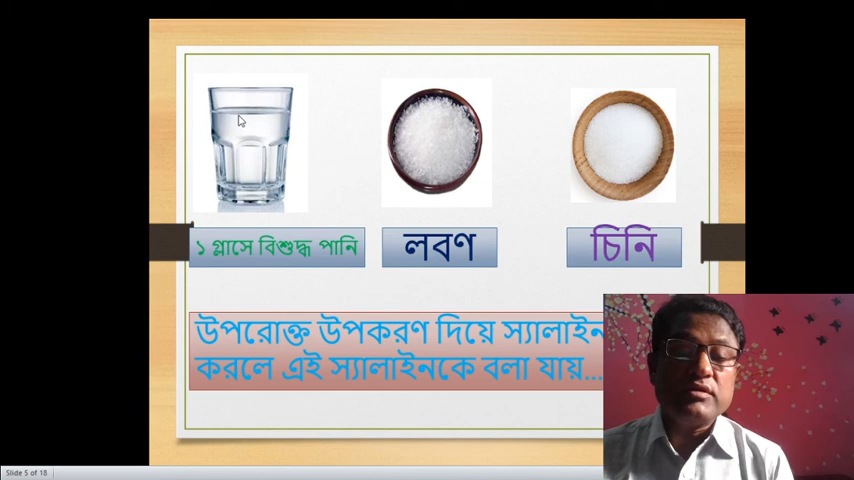 ১ গ্লাসে বিশুদ্ধ পানি
লবণ
চিনি
উপরোক্ত উপকরণ দিয়ে স্যালাইন
করলে এই স্যালাইনকে বলা যায়...
Slide 5 of 18